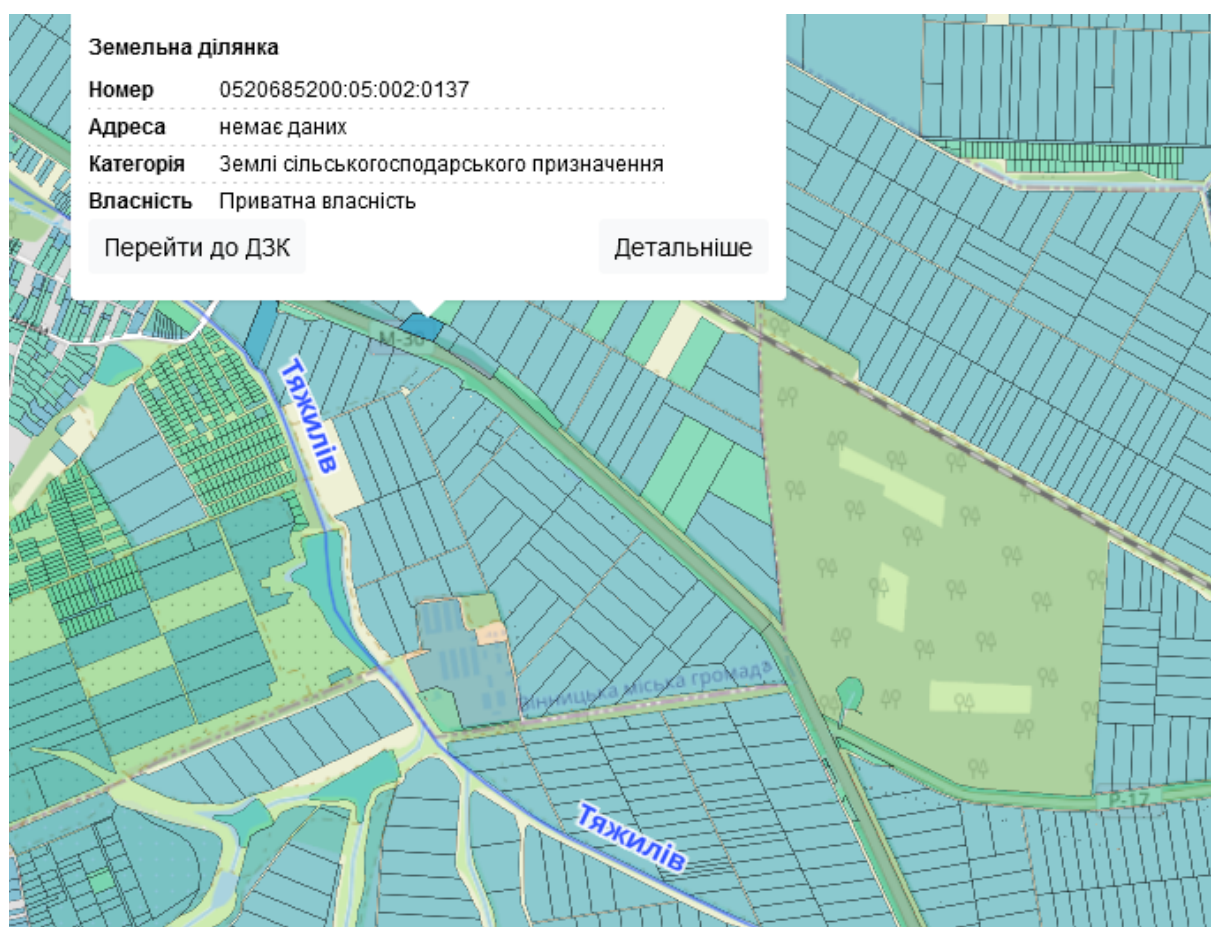 Земельна ділянка
Номер 0520685200:05:002:0137
Адреса немає даних
Категорія Землі сільськогосподарського призначення
Власність Приватна власність
Перейти до ДЗК Детальніше
М-30
Тяжилів
Вінницька міська громада
Р-17
Тяжилів